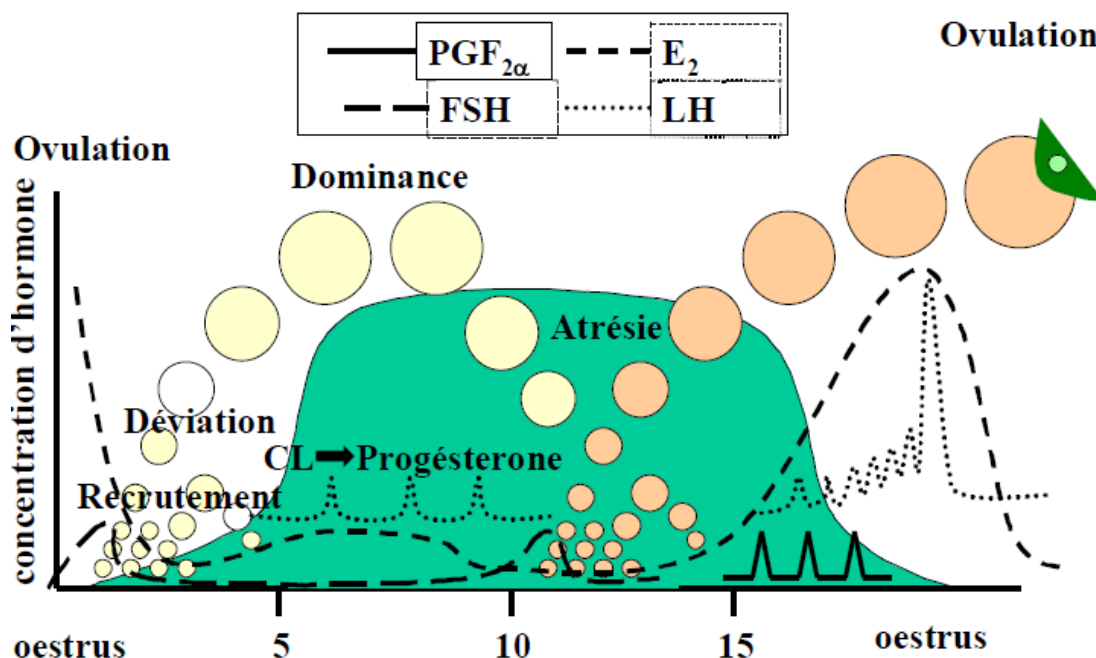 PGF2α
E2
FSH
LH
Ovulation
Ovulation
Dominance
Atrésie
Déviation
CL Progésterone
Recrutement
concentration d’hormone
5
10
15
oestrus
oestrus